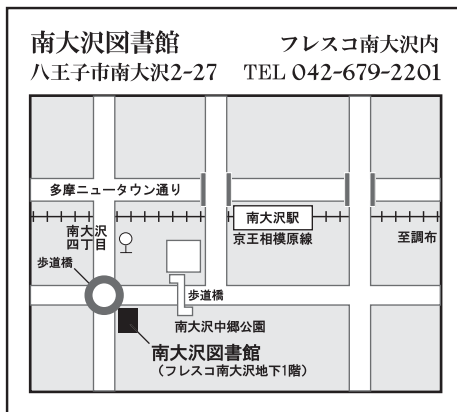 南大沢図書館 フレスコ南大沢内
八王子市南大沢2-27 TEL 042-679-2201
多摩ニュータウン通り
南大沢駅
南大沢
四丁目
京王相模原線
至調布
歩道橋
歩道橋
南大沢中郷公園
南大沢図書館
（フレスコ南大沢地下1階）